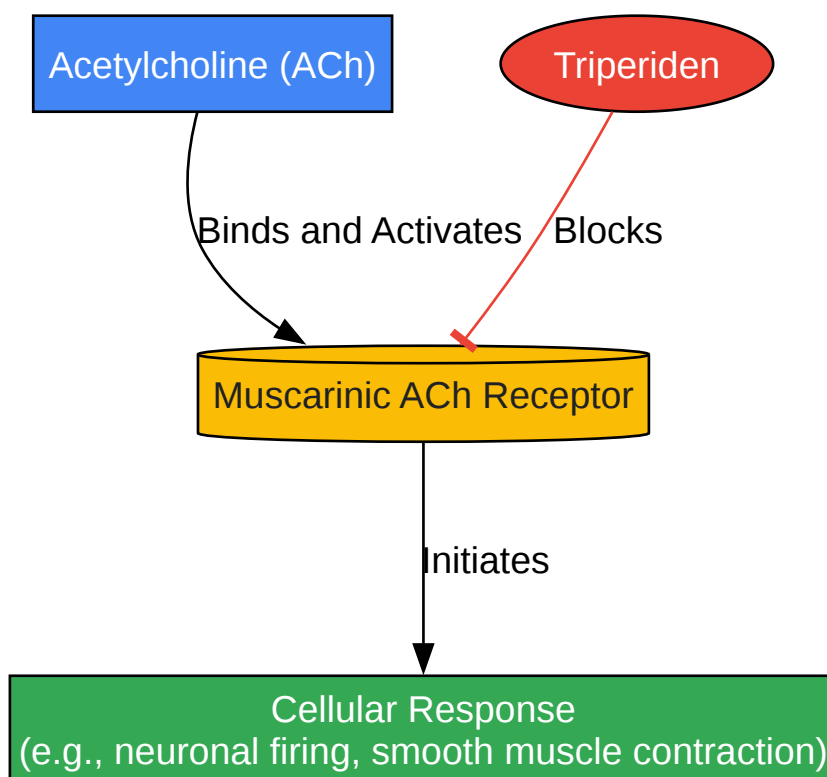 Acetylcholine (ACh)
Triperiden
Binds and Activates
Blocks
Muscarinic ACh Receptor
Initiates
Cellular Response
(e.g., neuronal firing, smooth muscle contraction)